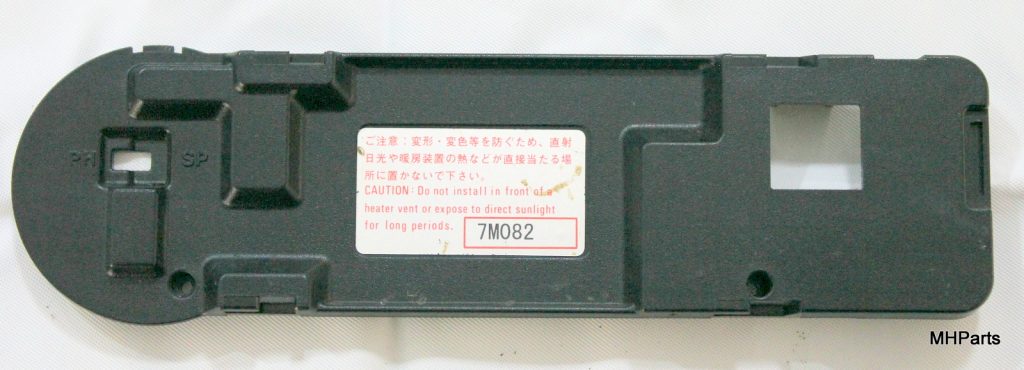 PH SP
ご注意:変形・変色等を防ぐため、直射
日光や暖房装置の熱などが直接当たる場
所に置かないで下さい。
CAUTION: Do not install in front of a
heater vent or expose to direct sunlight
for long periods.
7M082
MHParts